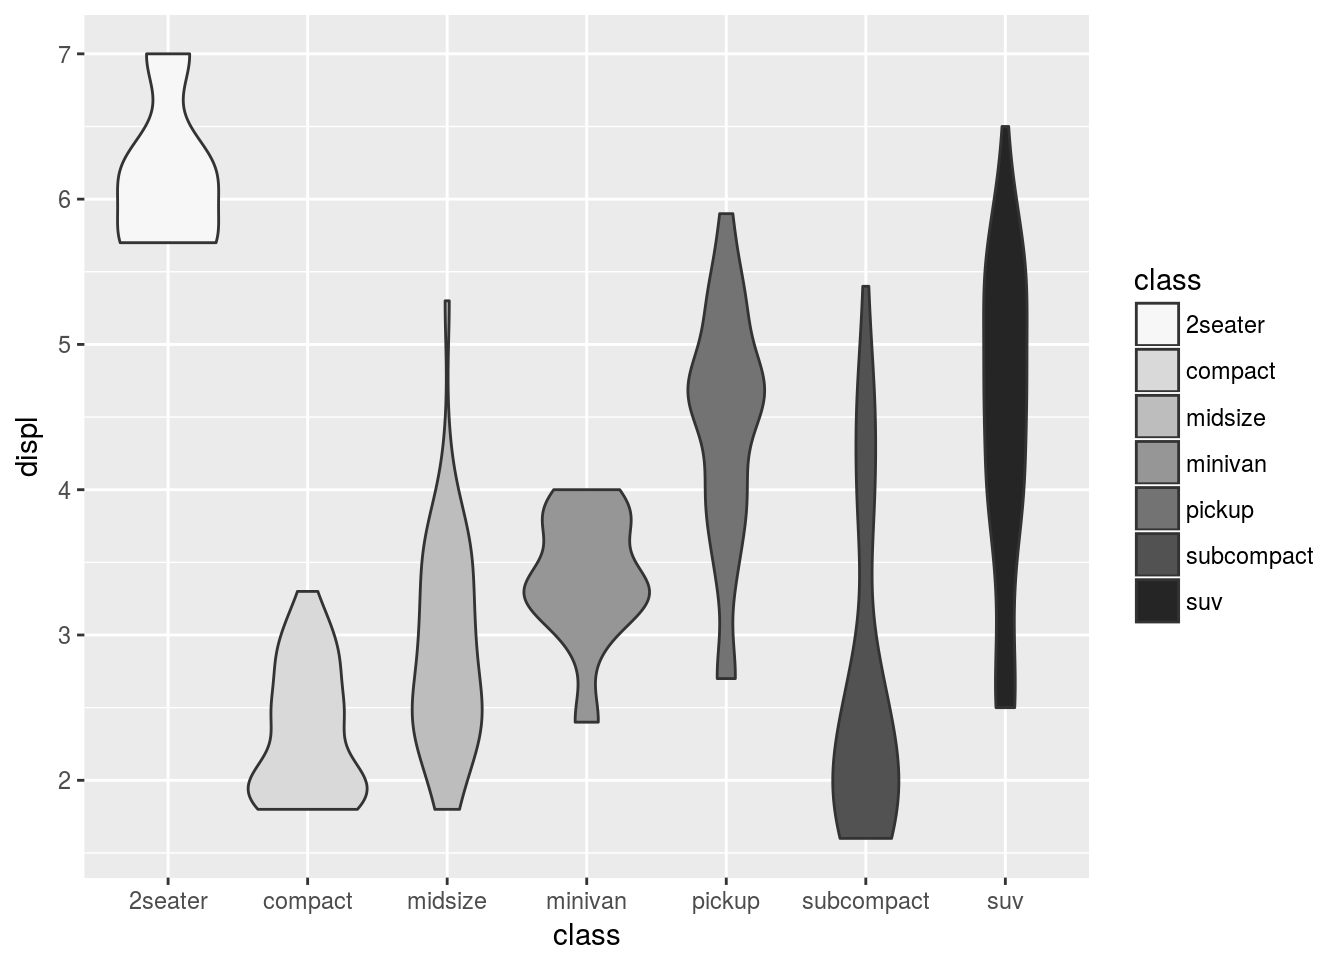 7
6
5
4
3
2
displ
2seater
compact
midsize
minivan
pickup
subcompact
suv
class
class
2seater
compact
midsize
minivan
pickup
subcompact
suv